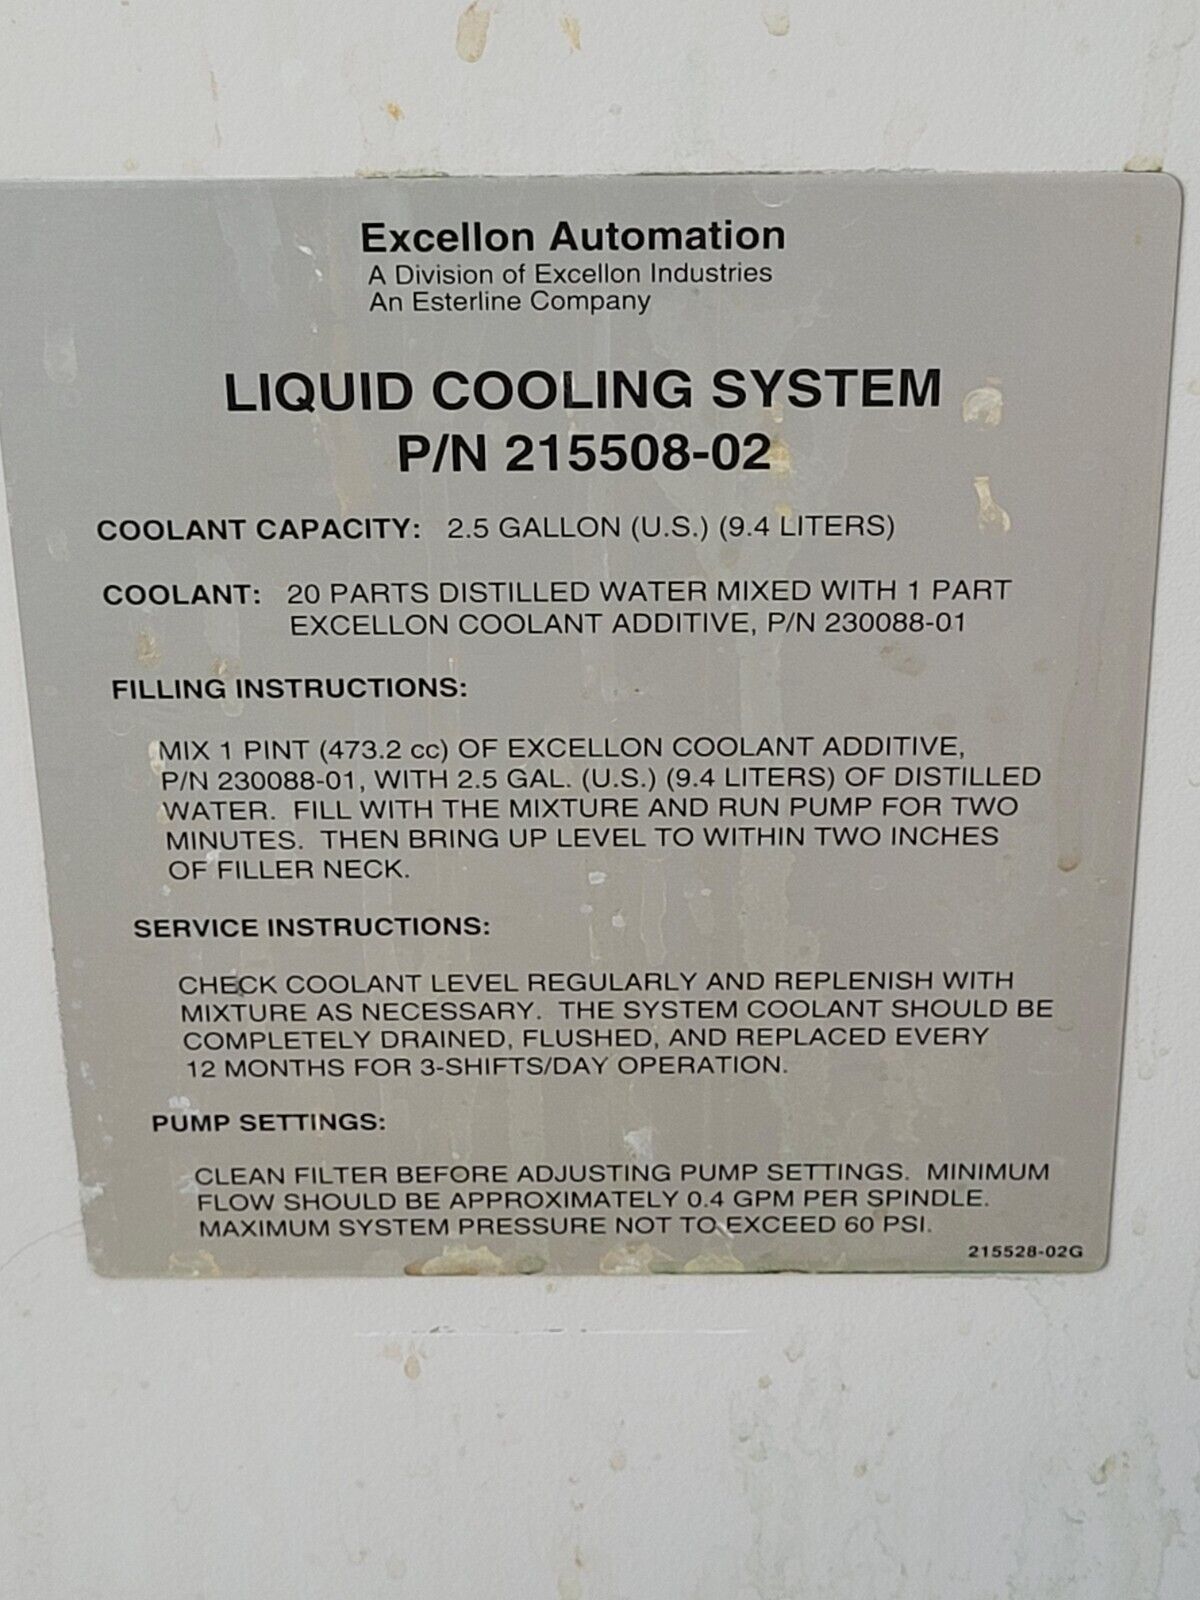 Excellon Automation
A Division of Excellon Industries
An Esterline Company
LIQUID COOLING SYSTEM
P/N 215508-02
COOLANT CAPACITY: 2.5 GALLON (U.S.) (9.4 LITERS)
COOLANT: 20 PARTS DISTILLED WATER MIXED WITH 1 PART
EXCELLON COOLANT ADDITIVE, P/N 230088-01
FILLING INSTRUCTIONS:
MIX 1 PINT (473.2 cc) OF EXCELLON COOLANT ADDITIVE,
P/N 230088-01, WITH 2.5 GAL. (U.S.) (9.4 LITERS) OF DISTILLED
WATER. FILL WITH THE MIXTURE AND RUN PUMP FOR TWO
MINUTES. THEN BRING UP LEVEL TO WITHIN TWO INCHES
OF FILLER NECK.
SERVICE INSTRUCTIONS:
CHECK COOLANT LEVEL REGULARLY AND REPLENISH WITH
MIXTURE AS NECESSARY. THE SYSTEM COOLANT SHOULD BE
COMPLETELY DRAINED, FLUSHED, AND REPLACED EVERY
12 MONTHS FOR 3-SHIFTS/DAY OPERATION.
PUMP SETTINGS:
CLEAN FILTER BEFORE ADJUSTING PUMP SETTINGS. MINIMUM
FLOW SHOULD BE APPROXIMATELY 0.4 GPM PER SPINDLE.
MAXIMUM SYSTEM PRESSURE NOT TO EXCEED 60 PSI.
215528-02G